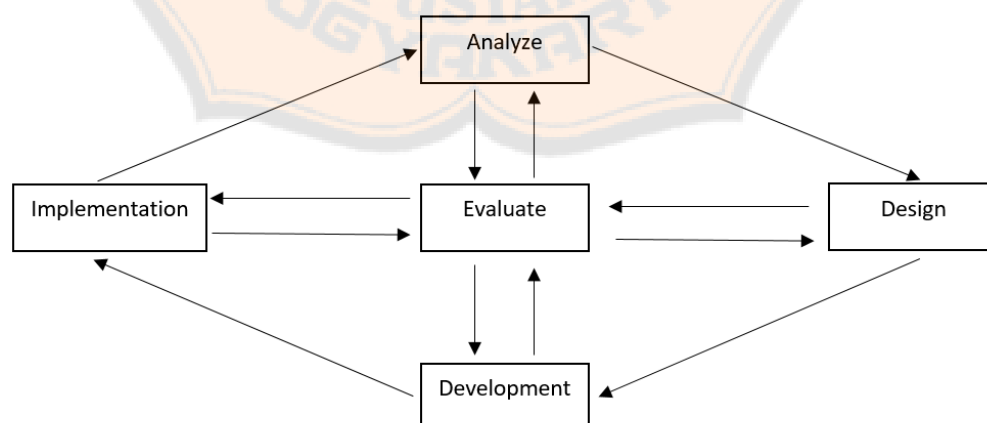 Analyze
Implementation
Evaluate
Design
Development